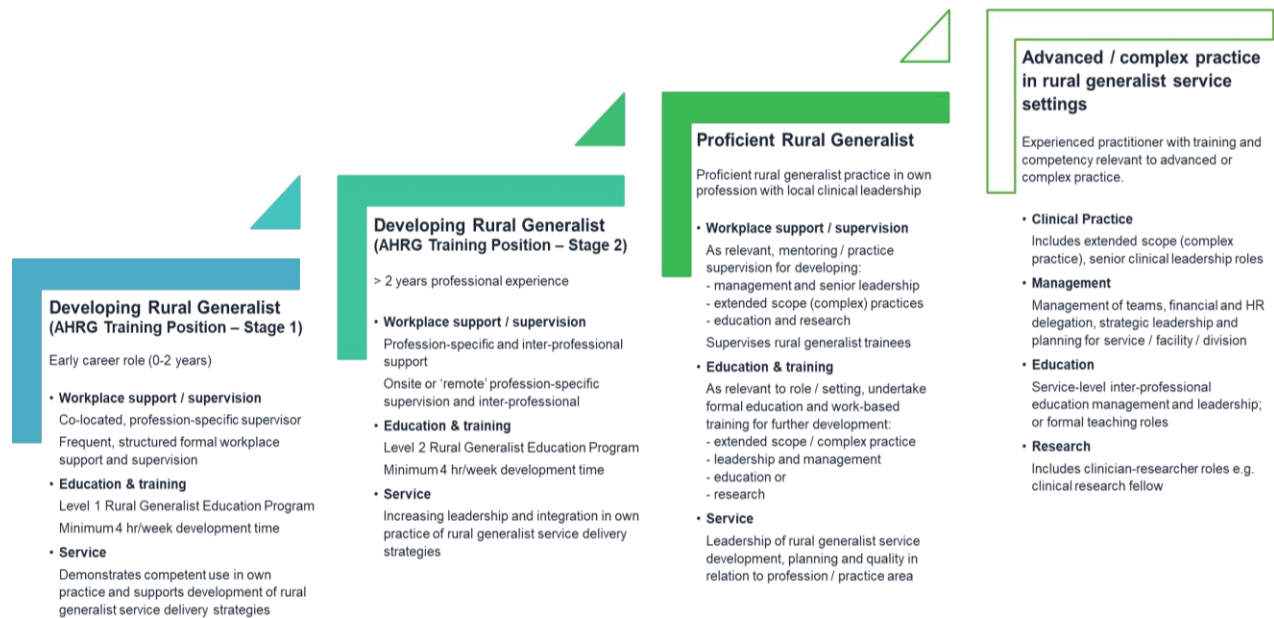 Developing Rural Generalist
(AHRG Training Position – Stage 1)
Early career role (0-2 years)
• Workplace support / supervision
Co-located, profession-specific supervisor
Frequent, structured formal workplace
support and supervision
• Education & training
Level 1 Rural Generalist Education Program
Minimum 4 hr/week development time
• Service
Demonstrates competent use in own
practice and supports development of rural
generalist service delivery strategies
Developing Rural Generalist
(AHRG Training Position – Stage 2)
> 2 years professional experience
• Workplace support / supervision
Profession-specific and inter-professional
support
Onsite or ‘remote’ profession-specific
supervision and inter-professional
• Education & training
Level 2 Rural Generalist Education Program
Minimum 4 hr/week development time
• Service
Increasing leadership and integration in own
practice of rural generalist service delivery
strategies
Proficient Rural Generalist
Proficient rural generalist practice in own
profession with local clinical leadership
• Workplace support / supervision
As relevant, mentoring / practice
supervision for developing:
- management and senior leadership
- extended scope (complex) practices
- education and research
Supervises rural generalist trainees
• Education & training
As relevant to role / setting, undertake
formal education and work-based
training for further development:
- extended scope / complex practice
- leadership and management
- education or
- research
• Service
Leadership of rural generalist service
development, planning and quality in
relation to profession / practice area
Advanced / complex practice
in rural generalist service
settings
Experienced practitioner with training and
competency relevant to advanced or
complex practice.
• Clinical Practice
Includes extended scope (complex
practice), senior clinical leadership roles
• Management
Management of teams, financial and HR
delegation, strategic leadership and
planning for service / facility / division
• Education
Service-level inter-professional
education management and leadership;
or formal teaching roles
• Research
Includes clinician-researcher roles e.g.
clinical research fellow